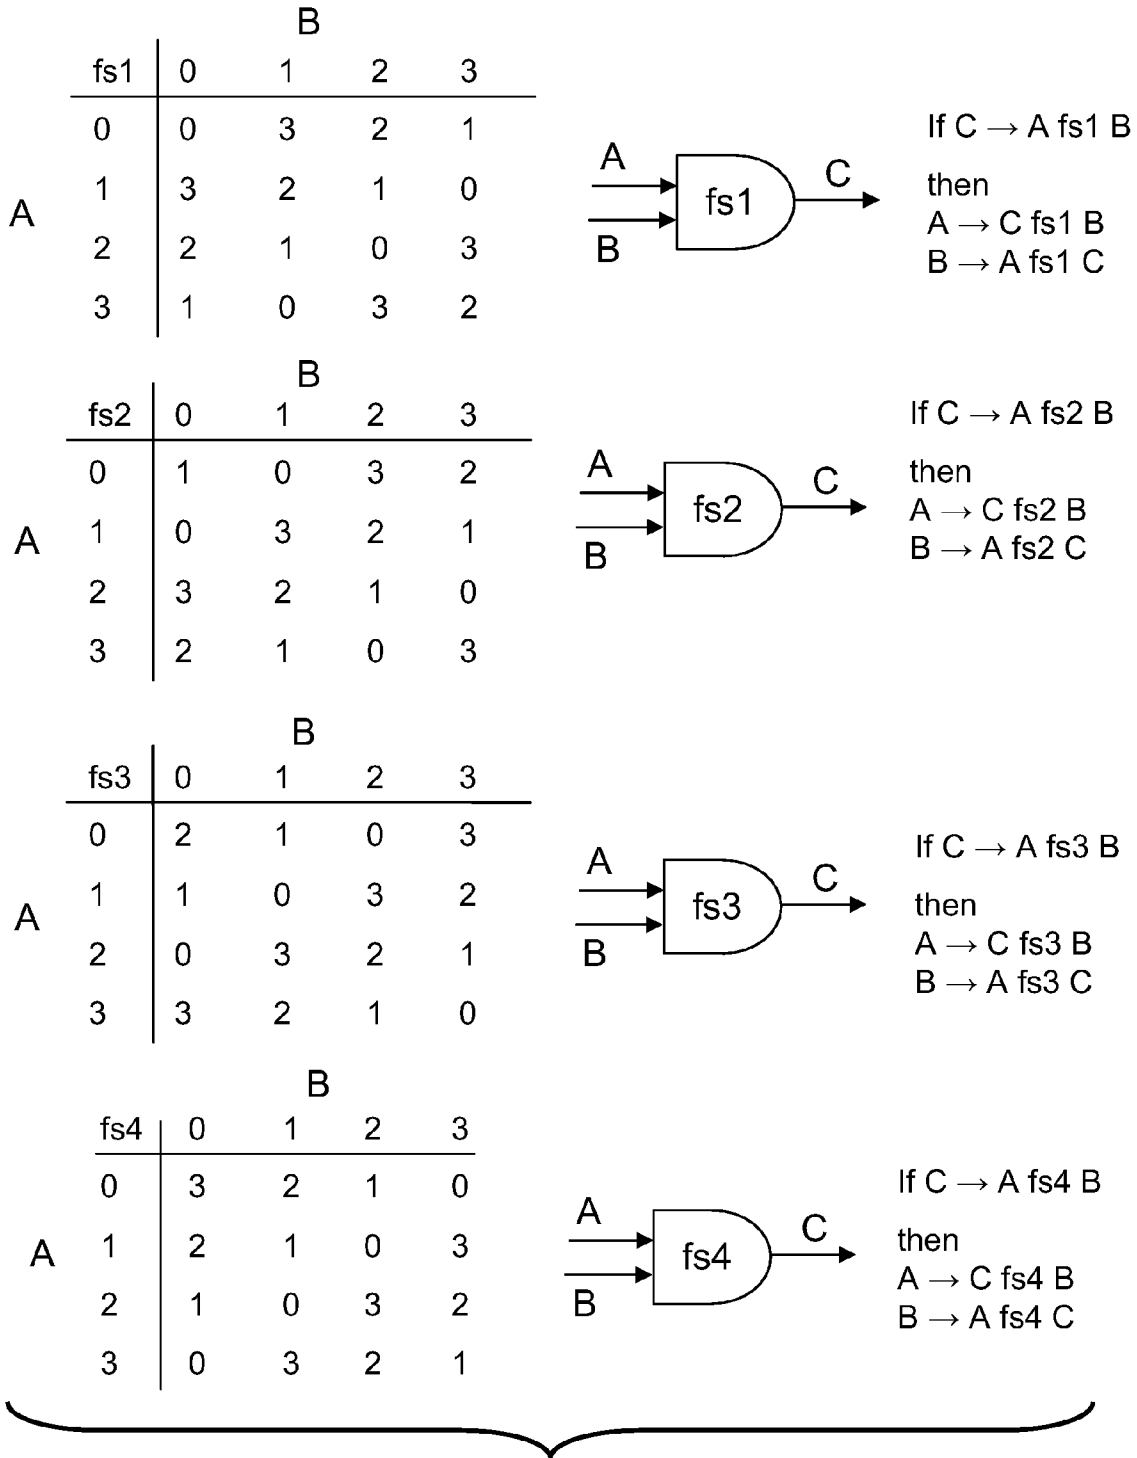 B
fs1 0 1 2 3
0 0 3 2 1
1 3 2 1 0
A
2 2 1 0 3
3 1 0 3 2
A
B
fs1
C
If C → A fs1 B
then
A → C fs1 B
B → A fs1 C
B
fs2 0 1 2 3
0 1 0 3 2
1 0 3 2 1
A
2 3 2 1 0
3 2 1 0 3
A
B
fs2
C
If C → A fs2 B
then
A → C fs2 B
B → A fs2 C
B
fs3 0 1 2 3
0 2 1 0 3
1 1 0 3 2
A
2 0 3 2 1
3 3 2 1 0
A
B
fs3
C
If C → A fs3 B
then
A → C fs3 B
B → A fs3 C
B
fs4 0 1 2 3
0 3 2 1 0
1 2 1 0 3
A
2 1 0 3 2
3 0 3 2 1
A
B
fs4
C
If C → A fs4 B
then
A → C fs4 B
B → A fs4 C